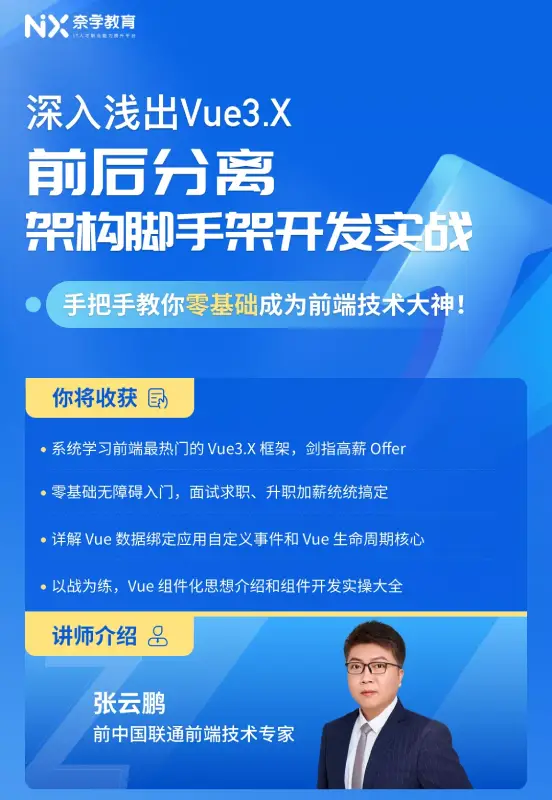 NiX 奈学教育
深入浅出Vue3.X
前后分离
架构脚手架开发实战
手把手教你零基础成为前端技术大神!
你将收获
• 系统学习前端最热门的 Vue3.X 框架，剑指高薪 Offer
• 零基础无障碍入门，面试求职、升职加薪统统搞定
• 详解 Vue 数据绑定应用自定义事件和 Vue 生命周期核心
• 以战为练，Vue 组件化思想介绍和组件开发实操大全
讲师介绍
张云鹏
前中国联通前端技术专家